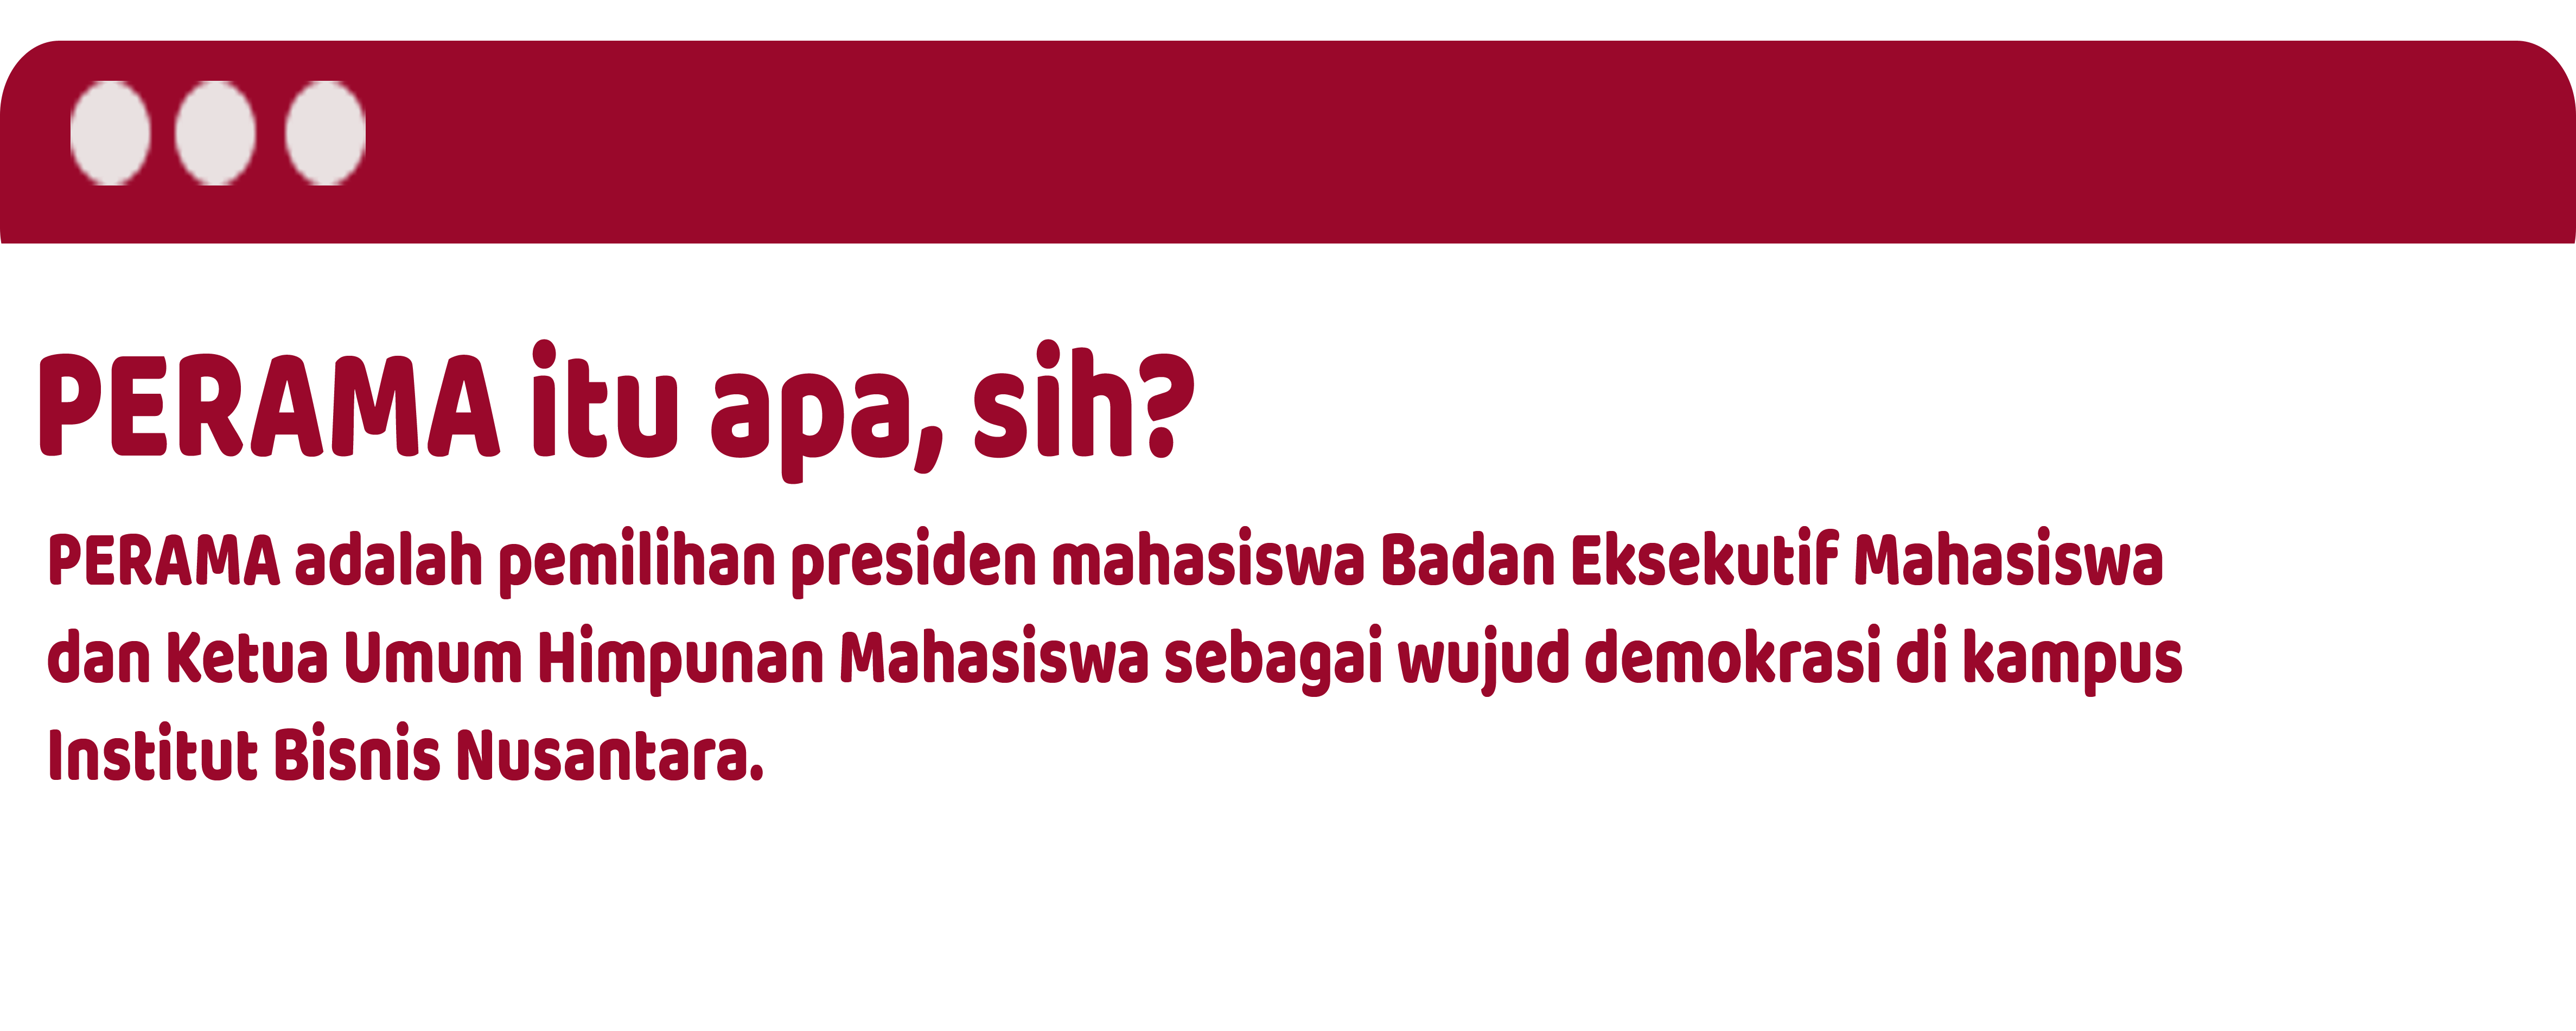 PERAMA itu apa, sih?
PERAMA adalah pemilihan presiden mahasiswa Badan Eksekutif Mahasiswa
dan Ketua Umum Himpunan Mahasiswa sebagai wujud demokrasi di kampus
Institut Bisnis Nusantara.